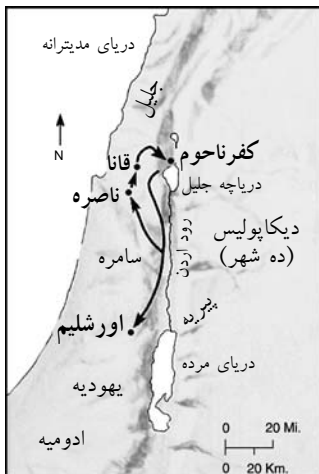 دریای مدیترانه
جلیل
N
کفرناحوم
قانا
ناصره
دریاچه جلیل
رود اردن
دیکاپولیس
(ده شهر)
سامره
پیریه
اورشلیم
دریای مرده
یهودیه
ادومیه
0 20 Mi.
0 20 Km.